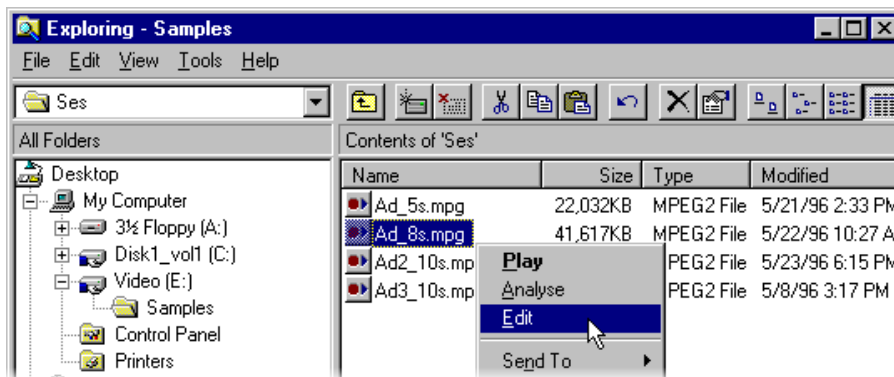 Exploring - Samples
File Edit View Tools Help
Ses
All Folders Contents of 'Ses'
Desktop
My Computer
3½ Floppy (A:)
Disk1_vol1 (C:)
Video (E:)
Samples
Control Panel
Printers
Name Size Type Modified
Ad_5s.mpg 22,032KB MPEG2 File 5/21/96 2:33 PM
Ad_8s.mpg 41,617KB MPEG2 File 5/22/96 10:27 A
Ad2_10s.mp PEG2 File 5/23/96 6:15 PM
Ad3_10s.mp PEG2 File 5/8/96 3:17 PM
Play
Analyse
Edit
Send To